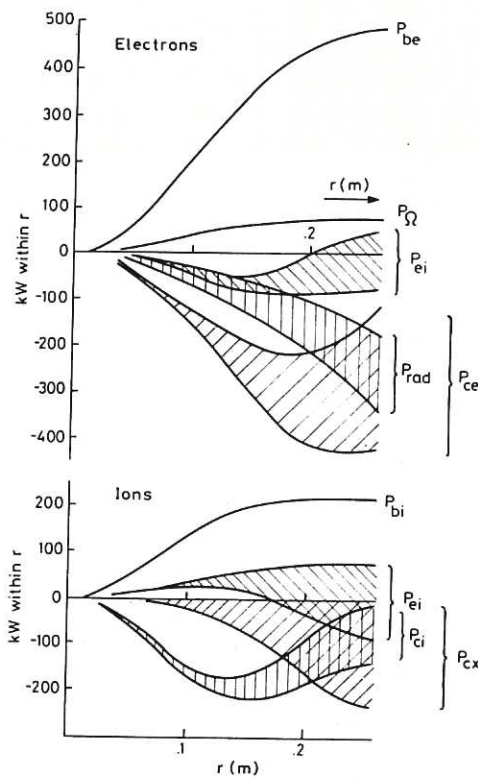 500
Electrons
P_be
400
300
200
r (m)
100
P_Ω
.2
0
kW within r
P_ei
-100
-200
P_rad
P_ce
-300
-400
Ions
200
P_bi
100
0
kW within r
P_ei
P_ci
-100
P_cx
-200
.1
.2
r (m)